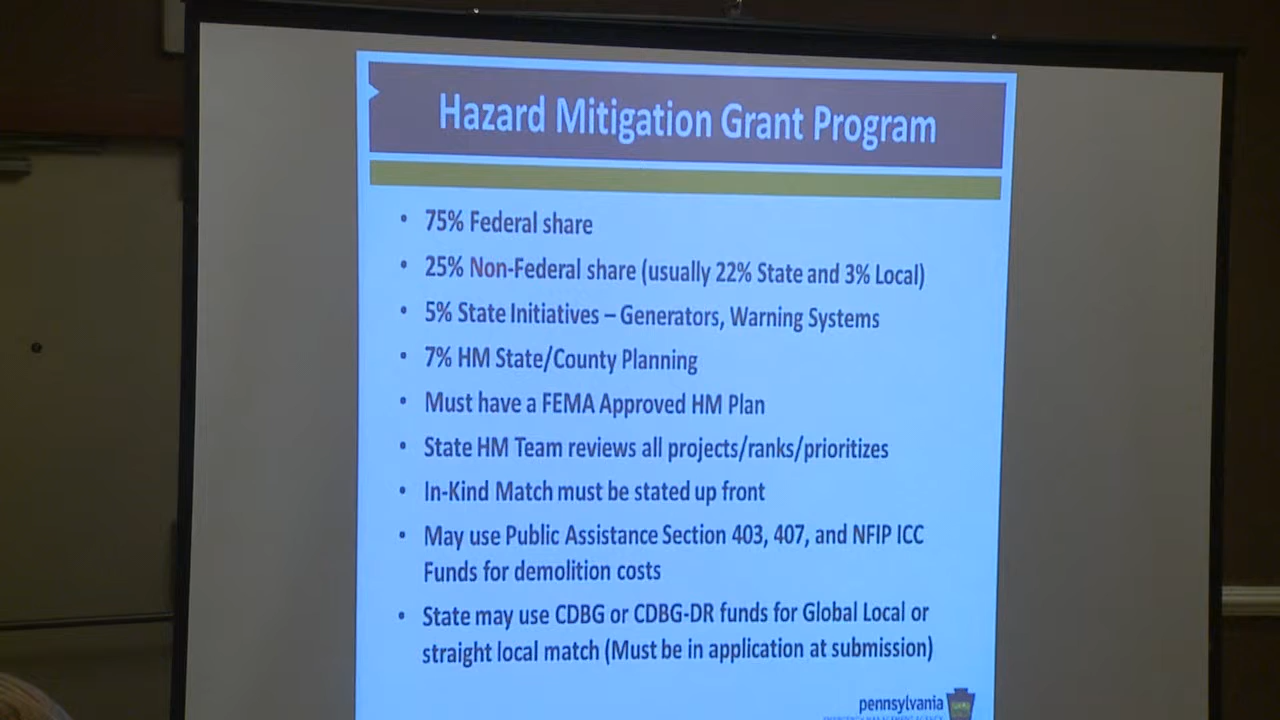 Hazard Mitigation Grant Program
• 75% Federal share
• 25% Non-Federal share (usually 22% State and 3% Local)
• 5% State Initiatives – Generators, Warning Systems
• 7% HM State/County Planning
• Must have a FEMA Approved HM Plan
• State HM Team reviews all projects/ranks/prioritizes
• In-Kind Match must be stated up front
• May use Public Assistance Section 403, 407, and NFIP ICC
Funds for demolition costs
• State may use CDBG or CDBG-DR funds for Global Local or
straight local match (Must be in application at submission)
pennsylvania